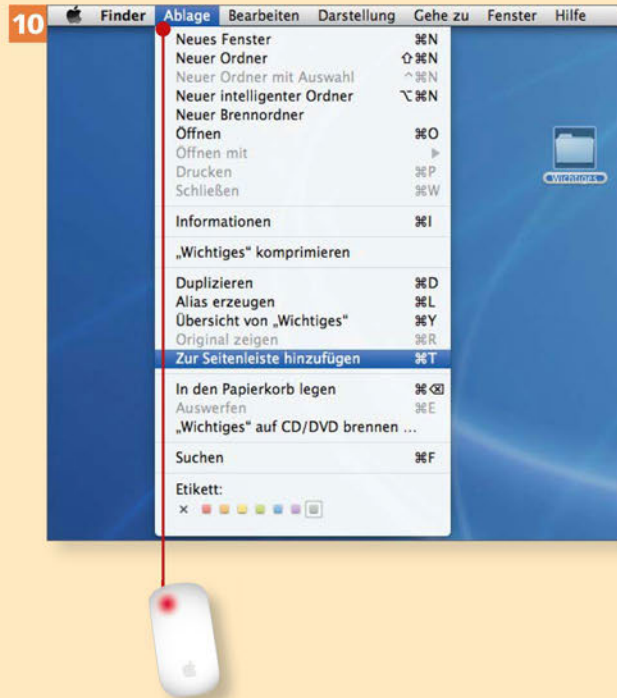 10
Finder Ablage Bearbeiten Darstellung Gehe zu Fenster Hilfe
Neues Fenster ⌘N
Neuer Ordner ⇧⌘N
Neuer Ordner mit Auswahl ^⌘N
Neuer intelligenter Ordner ⌥⌘N
Neuer Brennordner
Öffnen ⌘O
Öffnen mit ▶
Drucken ⌘P
Schließen ⌘W
Informationen ⌘I
„Wichtiges“ komprimieren
Duplizieren ⌘D
Alias erzeugen ⌘L
Übersicht von „Wichtiges“ ⌘Y
Original zeigen ⌘R
Zur Seitenleiste hinzufügen ⌘T
In den Papierkorb legen ⌘⌫
Auswerfen ⌘E
„Wichtiges“ auf CD/DVD brennen ...
Suchen ⌘F
Etikett:
×
Wichtiges